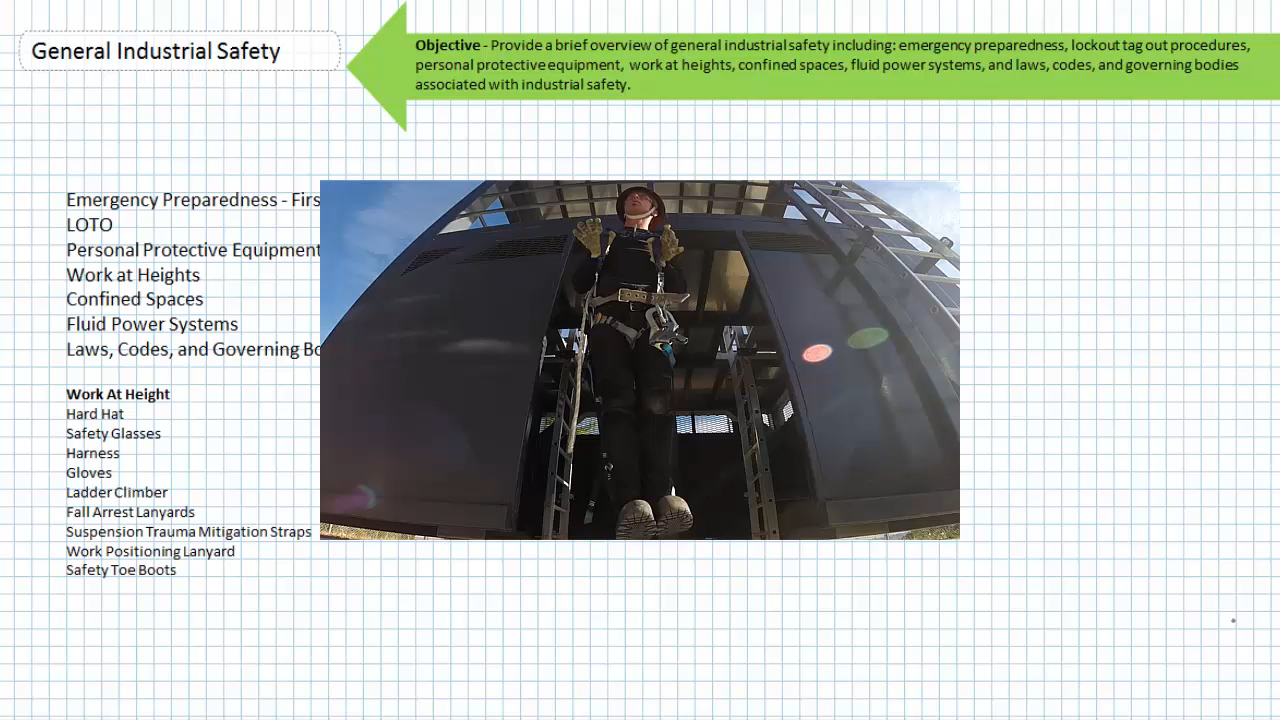 General Industrial Safety
Objective - Provide a brief overview of general industrial safety including: emergency preparedness, lockout tag out procedures,
personal protective equipment, work at heights, confined spaces, fluid power systems, and laws, codes, and governing bodies
associated with industrial safety.
Emergency Preparedness - Firs
LOTO
Personal Protective Equipment
Work at Heights
Confined Spaces
Fluid Power Systems
Laws, Codes, and Governing Bo
Work At Height
Hard Hat
Safety Glasses
Harness
Gloves
Ladder Climber
Fall Arrest Lanyards
Suspension Trauma Mitigation Straps
Work Positioning Lanyard
Safety Toe Boots